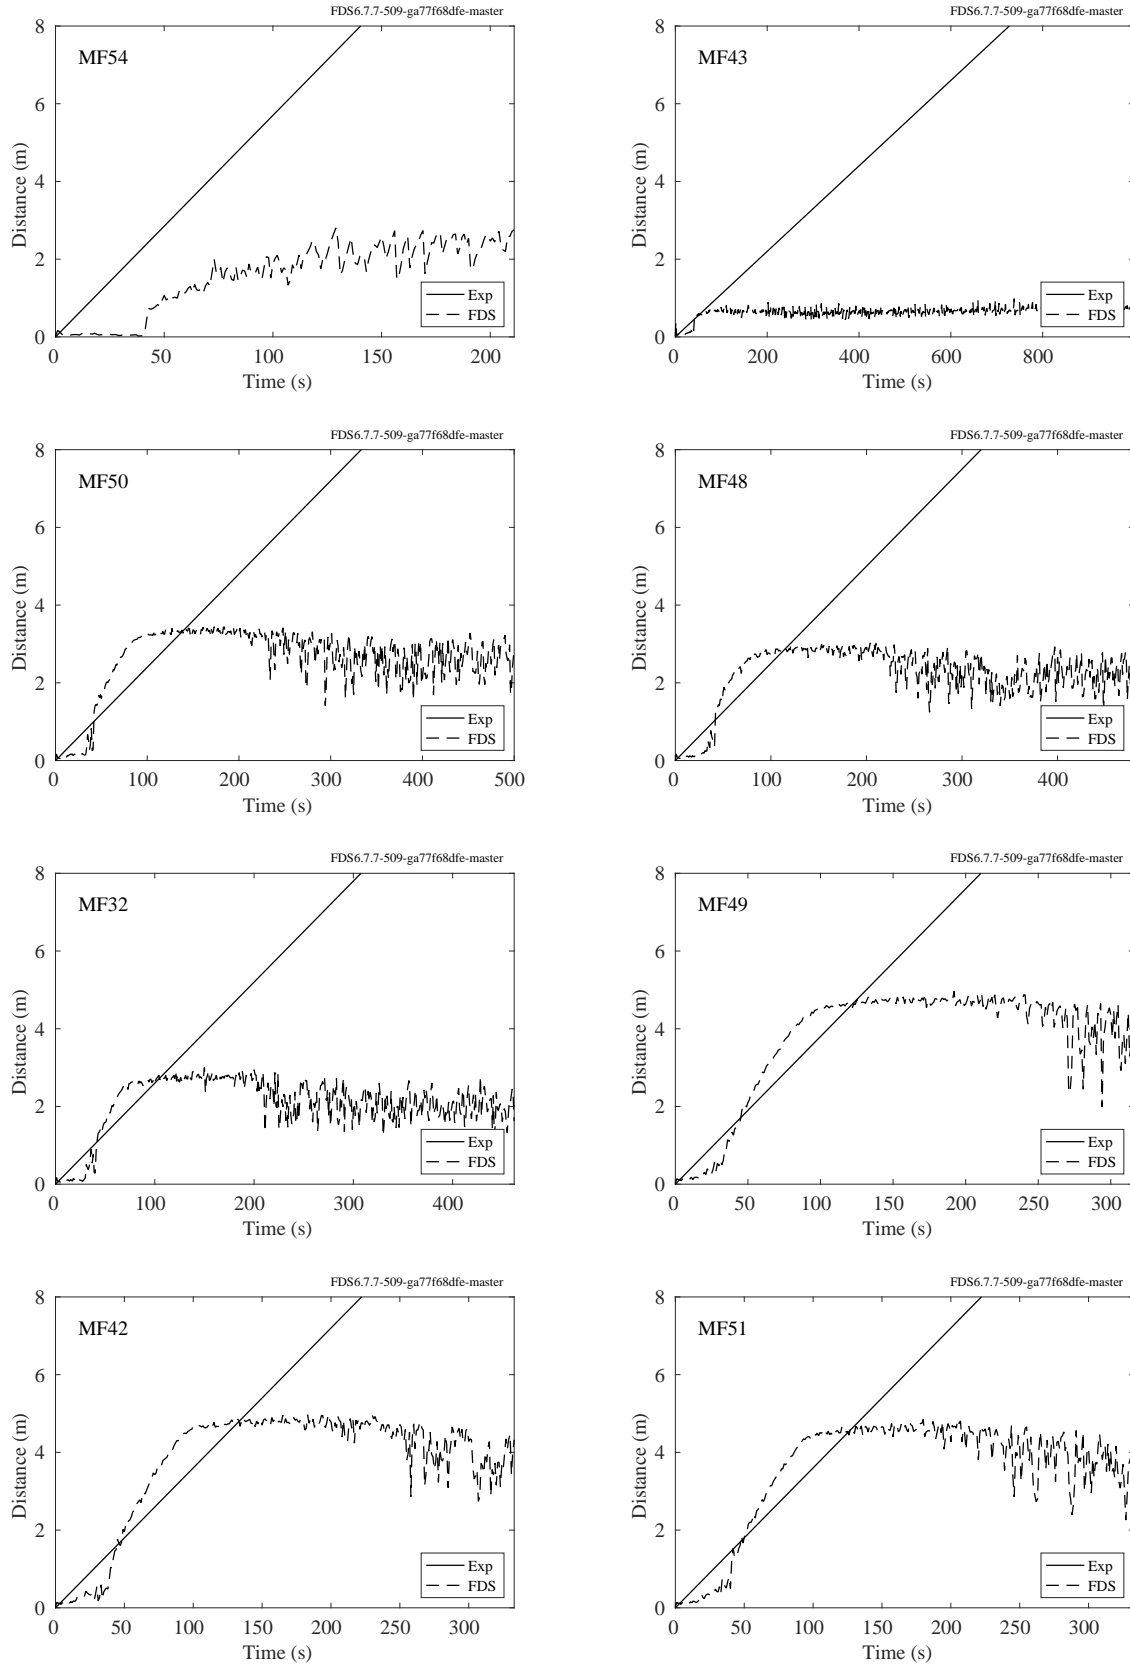 FDS6.7.7-509-ga77f68dfe-master
MF54
Distance (m)
8
6
4
2
0
0 50 100 150 200
Time (s)
Exp
FDS
FDS6.7.7-509-ga77f68dfe-master
MF43
Distance (m)
8
6
4
2
0
0 200 400 600 800
Time (s)
Exp
FDS
FDS6.7.7-509-ga77f68dfe-master
MF50
Distance (m)
8
6
4
2
0
0 100 200 300 400 500
Time (s)
Exp
FDS
FDS6.7.7-509-ga77f68dfe-master
MF48
Distance (m)
8
6
4
2
0
0 100 200 300 400
Time (s)
Exp
FDS
FDS6.7.7-509-ga77f68dfe-master
MF32
Distance (m)
8
6
4
2
0
0 100 200 300 400
Time (s)
Exp
FDS
FDS6.7.7-509-ga77f68dfe-master
MF49
Distance (m)
8
6
4
2
0
0 50 100 150 200 250 300
Time (s)
Exp
FDS
FDS6.7.7-509-ga77f68dfe-master
MF42
Distance (m)
8
6
4
2
0
0 50 100 150 200 250 300
Time (s)
Exp
FDS
FDS6.7.7-509-ga77f68dfe-master
MF51
Distance (m)
8
6
4
2
0
0 50 100 150 200 250 300
Time (s)
Exp
FDS